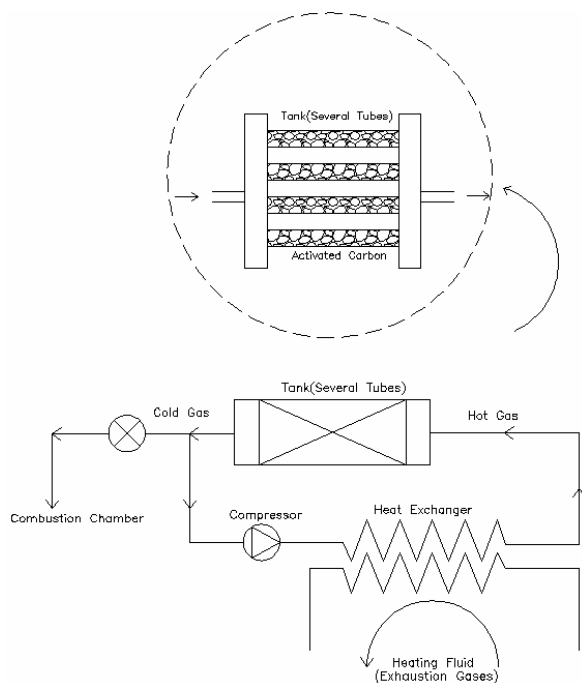 Tank(Several Tubes)
Activated Carbon
Tank(Several Tubes)
Cold Gas
Hot Gas
Combustion Chamber
Compressor
Heat Exchanger
Heating Fluid
(Exhaustion Gases)